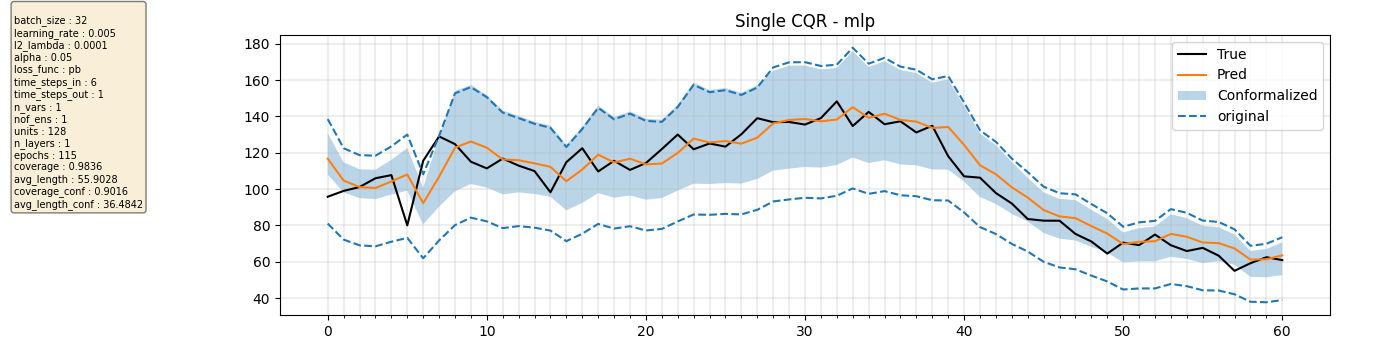 batch_size : 32
learning_rate : 0.005
l2_lambda : 0.0001
alpha : 0.05
loss_func : pb
time_steps_in : 6
time_steps_out : 1
n_vars : 1
nof_ens : 1
units : 128
n_layers : 1
epochs : 115
coverage : 0.9836
avg_length : 55.9028
coverage_conf : 0.9016
avg_length_conf : 36.4842
Single CQR - mlp
180
160
140
120
100
80
60
40
True
Pred
Conformalized
original
0 10 20 30 40 50 60